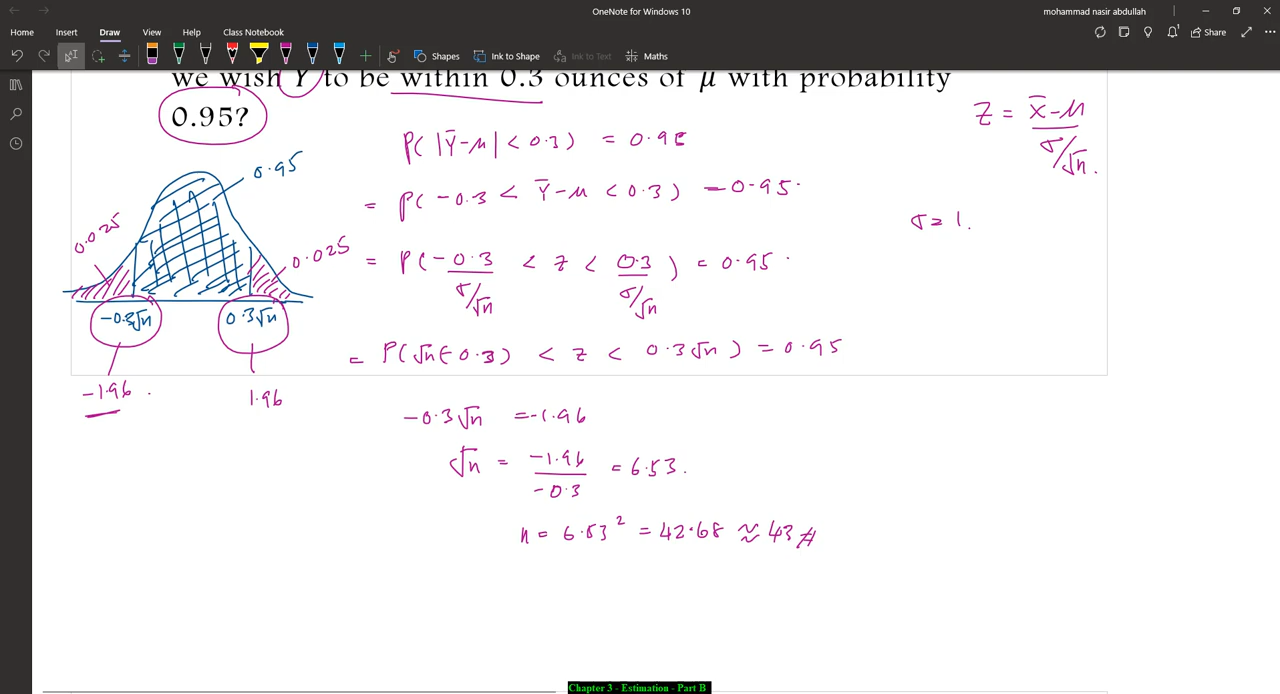 OneNote for Windows 10
mohammad nasir abdullah
Home Insert Draw View Help Class Notebook
Share
Shapes Ink to Shape Ink to Text Maths
we wish Y̅ to be within 0.3 ounces of μ with probability
0.95?
P( |Y̅-μ| < 0.3 ) = 0.95
= P( -0.3 < Y̅-μ < 0.3 ) = 0.95.
= P( -0.3/(σ/√n) < z < 0.3/(σ/√n) ) = 0.95.
= P( √n(-0.3) < z < 0.3√n ) = 0.95
-0.3√n = -1.96
√n = -1.96/-0.3 = 6.53.
n = 6.53² = 42.68 ≈ 43 #
0.95
0.025
0.025
-0.3√n 0.3√n
-1.96. 1.96
Z = (X̅-μ)/(σ/√n).
σ = 1.
Chapter 3 - Estimation - Part B